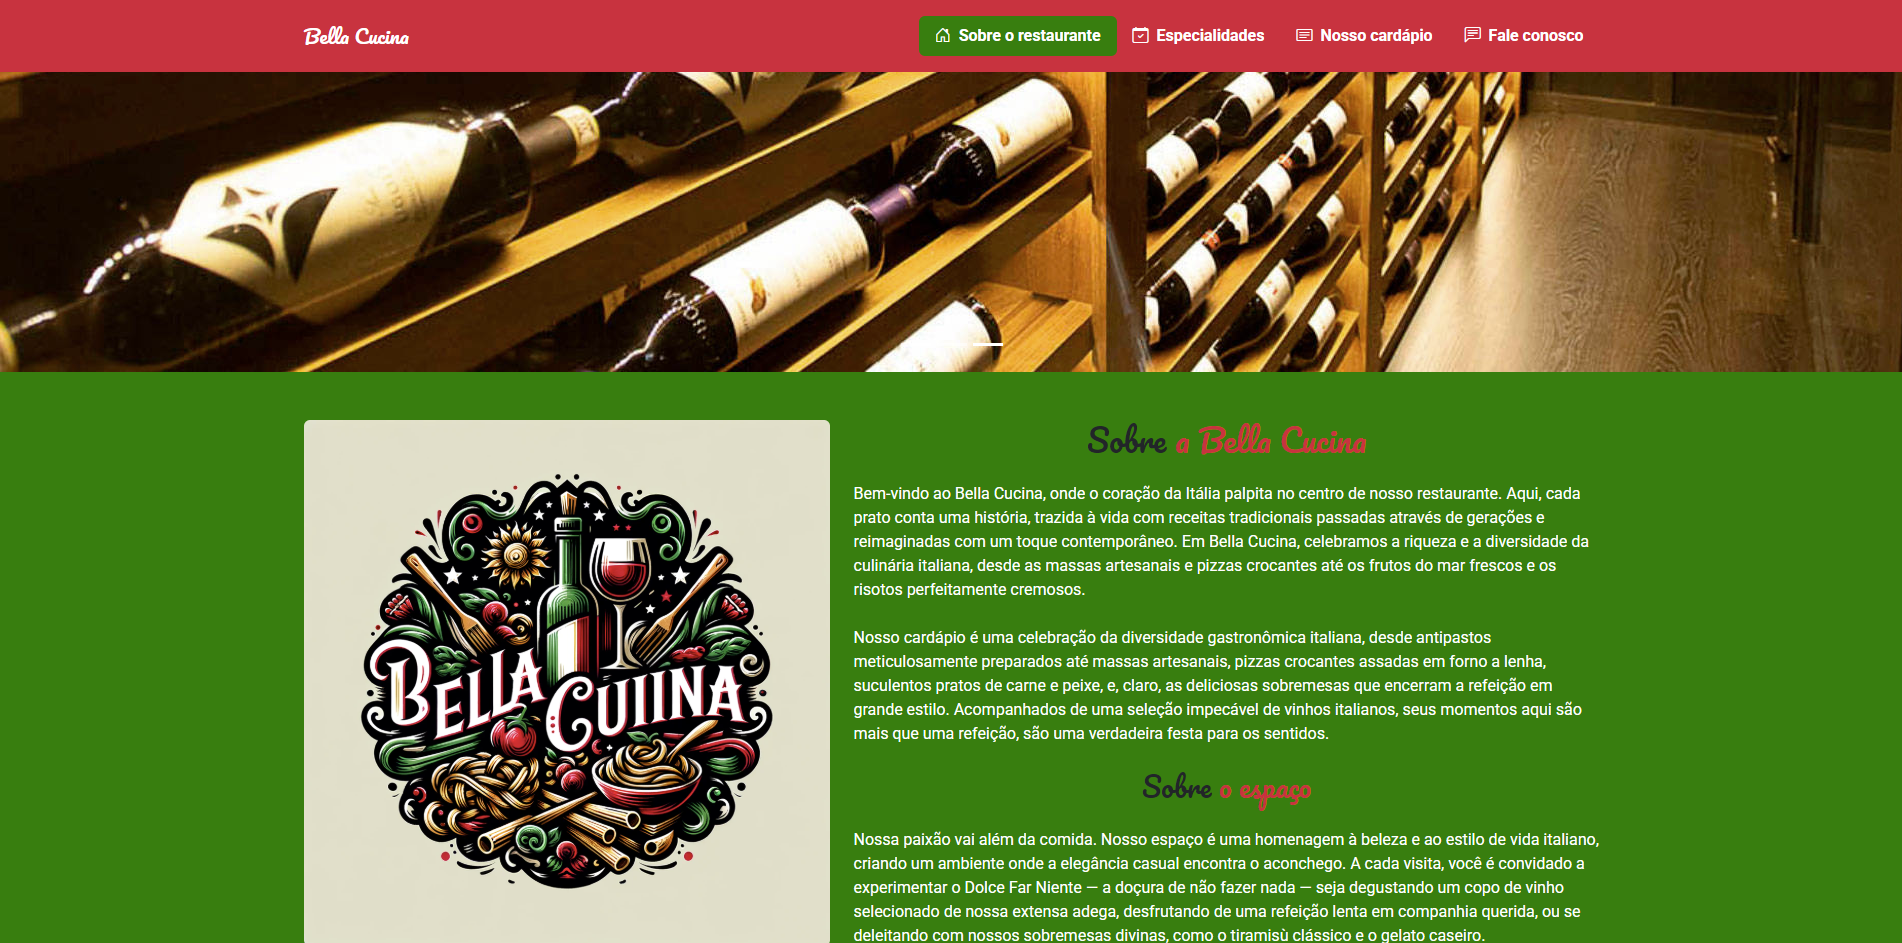 Bella Cucina
Sobre o restaurante
Especialidades
Nosso cardápio
Fale conosco
Sobre a Bella Cucina
Bem-vindo ao Bella Cucina, onde o coração da Itália palpita no centro de nosso restaurante. Aqui, cada
prato conta uma história, trazida à vida com receitas tradicionais passadas através de gerações e
reimaginadas com um toque contemporâneo. Em Bella Cucina, celebramos a riqueza e a diversidade da
culinária italiana, desde as massas artesanais e pizzas crocantes até os frutos do mar frescos e os
risotos perfeitamente cremosos.
Nosso cardápio é uma celebração da diversidade gastronômica italiana, desde antipastos
meticulosamente preparados até massas artesanais, pizzas crocantes assadas em forno a lenha,
suculentos pratos de carne e peixe, e, claro, as deliciosas sobremesas que encerram a refeição em
grande estilo. Acompanhados de uma seleção impecável de vinhos italianos, seus momentos aqui são
mais que uma refeição, são uma verdadeira festa para os sentidos.
BELLA
CUIINA
Sobre o espaço
Nossa paixão vai além da comida. Nosso espaço é uma homenagem à beleza e ao estilo de vida italiano,
criando um ambiente onde a elegância casual encontra o aconchego. A cada visita, você é convidado a
experimentar o Dolce Far Niente — a doçura de não fazer nada — seja degustando um copo de vinho
selecionado de nossa extensa adega, desfrutando de uma refeição lenta em companhia querida, ou se
deleitando com nossos sobremesas divinas, como o tiramisù clássico e o gelato caseiro.